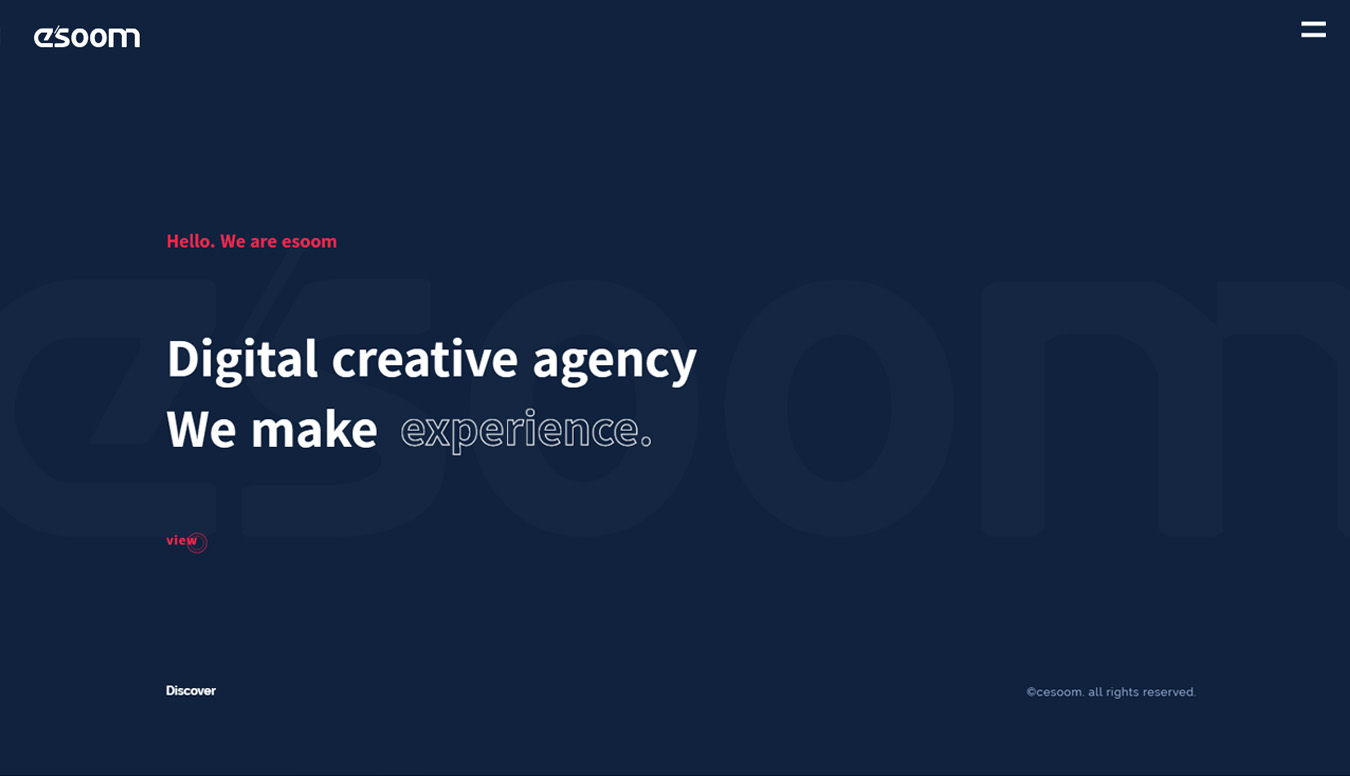 esoom
Hello. We are esoom
Digital creative agency
We make experience.
view
Discover
©cesoom. all rights reserved.